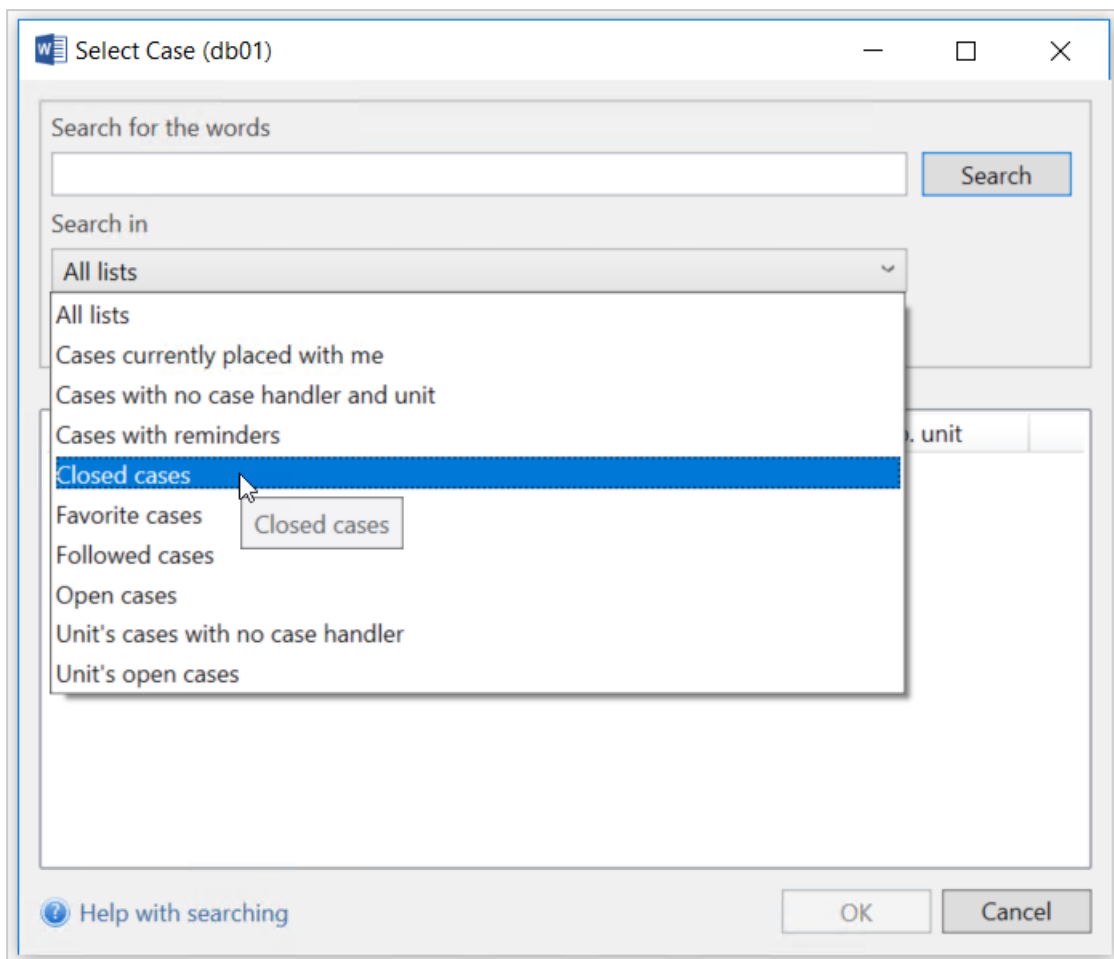 Select Case (db01)
Search for the words
Search
Search in
All lists
All lists
Cases currently placed with me
Cases with no case handler and unit
Cases with reminders
. unit
Closed cases
Favorite cases
Closed cases
Followed cases
Open cases
Unit's cases with no case handler
Unit's open cases
Help with searching
OK
Cancel